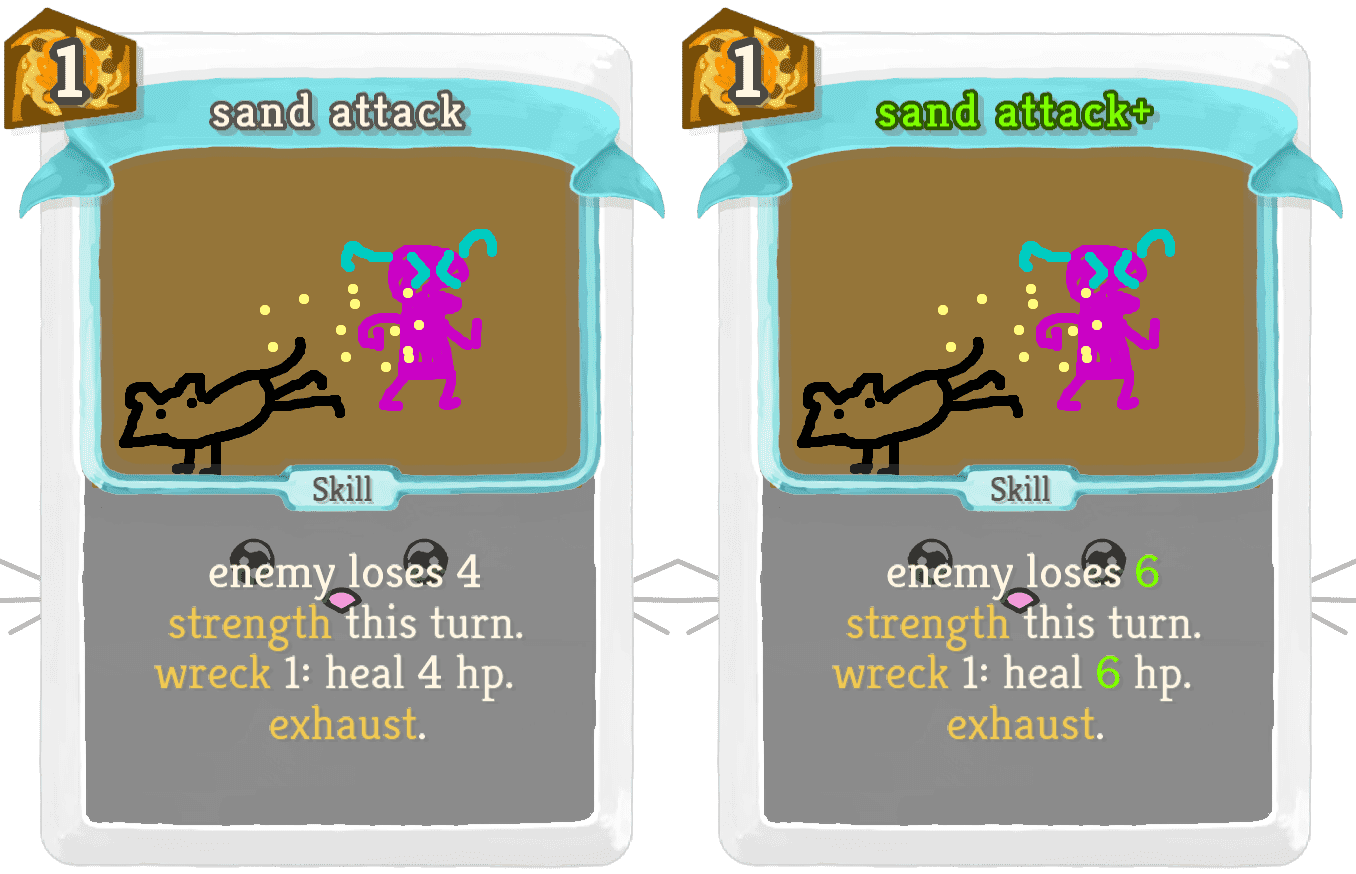 1
sand attack
Skill
enemy loses 4
strength this turn.
wreck 1: heal 4 hp.
exhaust.
1
sand attack+
Skill
enemy loses 6
strength this turn.
wreck 1: heal 6 hp.
exhaust.